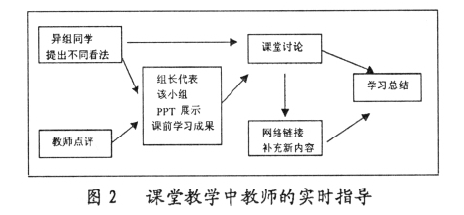 异组同学
提出不同看法
教师点评
组长代表
该小组
PPT 展示
课前学习成果
课堂讨论
网络链接
补充新内容
学习总结
图 2 课堂教学中教师的实时指导